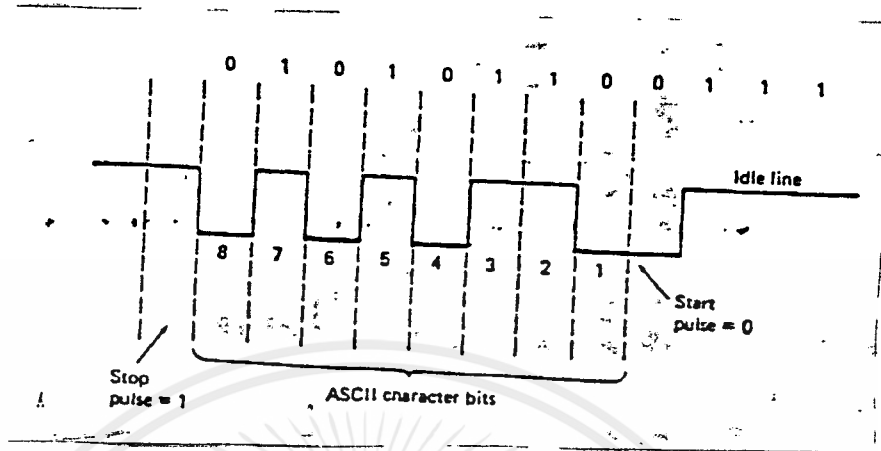 0 1 0 1 0 1 1 0 0 1 1 1
Idle line
8 7 6 5 4 3 2 1
Start
pulse = 0
Stop
pulse = 1
ASCII character bits